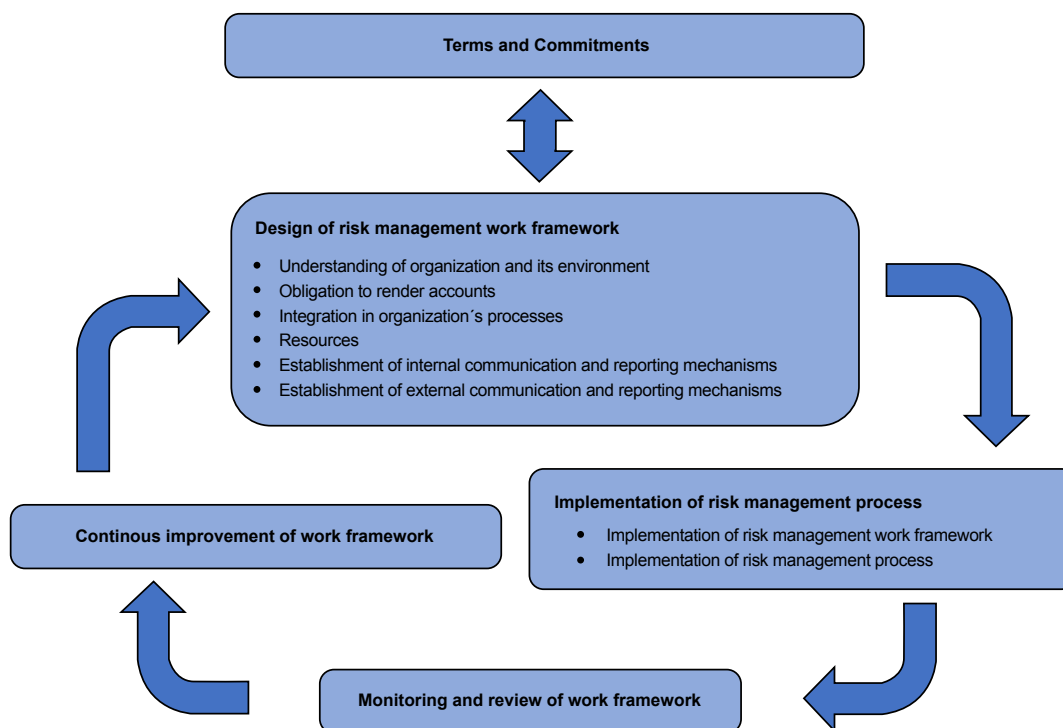 Terms and Commitments
Design of risk management work framework
• Understanding of organization and its environment
• Obligation to render accounts
• Integration in organization´s processes
• Resources
• Establishment of internal communication and reporting mechanisms
• Establishment of external communication and reporting mechanisms
Implementation of risk management process
• Implementation of risk management work framework
• Implementation of risk management process
Continous improvement of work framework
Monitoring and review of work framework